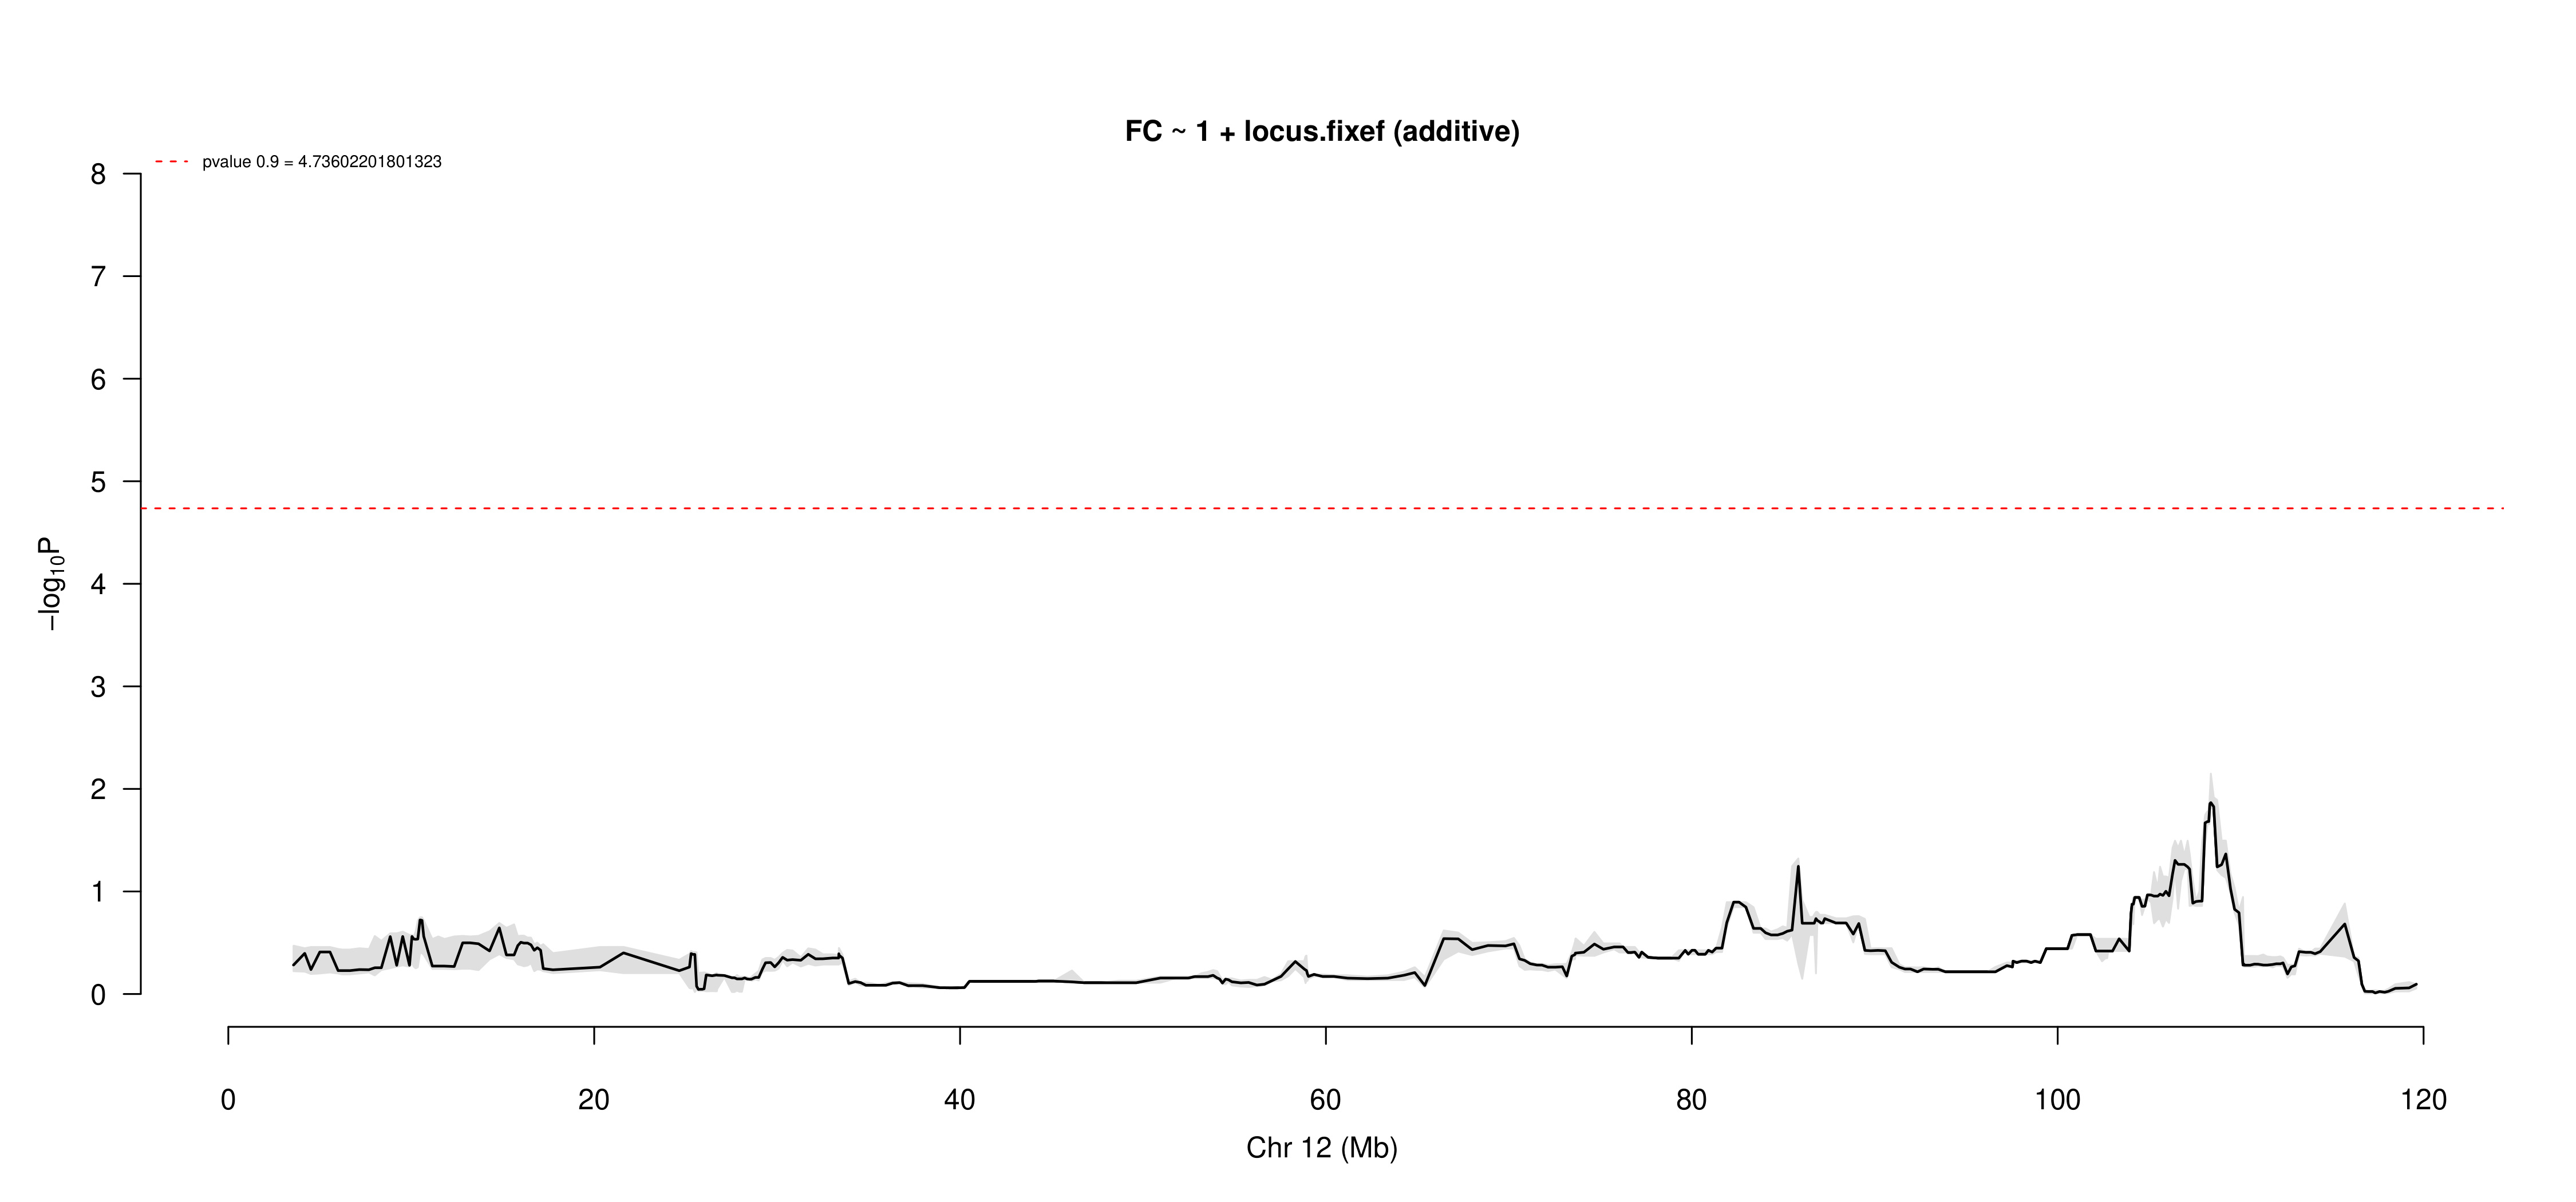 FC ~ 1 + locus.fixef (additive)
pvalue 0.9 = 4.73602201801323
8
7
6
5
4
3
2
1
0
−log10P
0 20 40 60 80 100 120
Chr 12 (Mb)